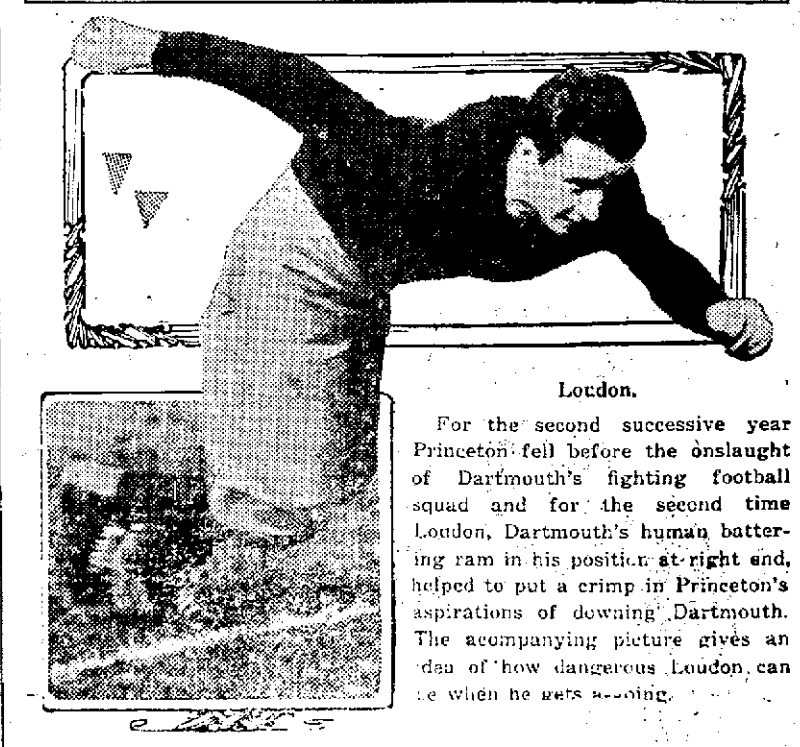 Loudon.
For the second successive year
Princeton fell before the onslaught
of Dartmouth's fighting football
squad and for the second time
Loudon, Dartmouth's human batter-
ing ram in his position at right end,
helped to put a crimp in Princeton's
aspirations of downing Dartmouth.
The acompanying picture gives an
of how dangerous Loudon can
when he gets